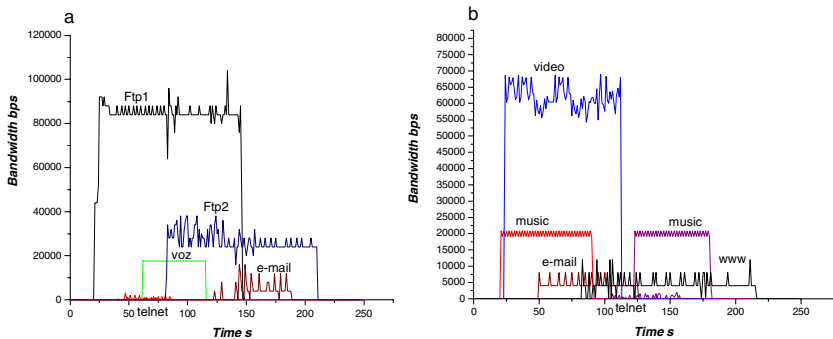 a
120000
100000
80000
60000
40000
20000
0
Bandwidth bps
Ftp1
Ftp2
voz
e-mail
telnet
0 50 100 150 200 250
Time s
b
80000
75000
70000
65000
60000
55000
50000
45000
40000
35000
30000
25000
20000
15000
10000
5000
0
Bandwidth bps
video
music
music
e-mail
www
telnet
0 50 100 150 200 250
Time s